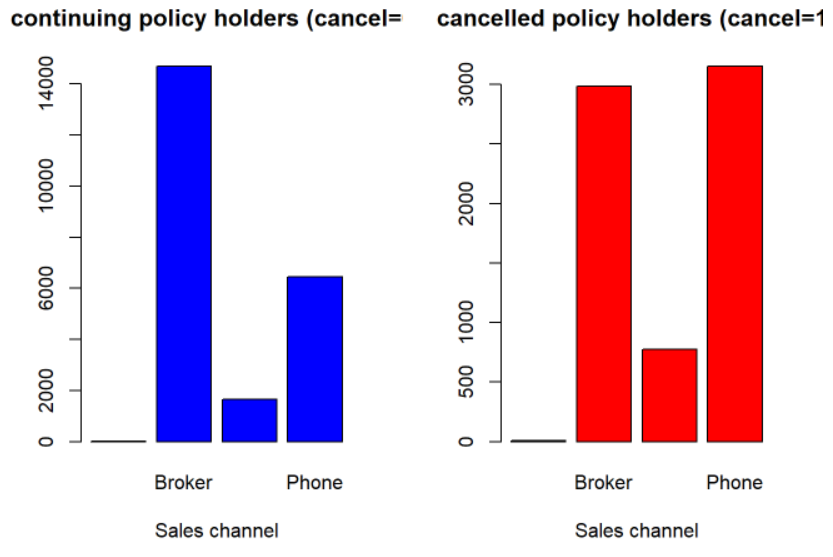 continuing policy holders (cancel=
14000
10000
6000
2000
0
Broker
Phone
Sales channel
cancelled policy holders (cancel=1
3000
2000
1000
500
0
Broker
Phone
Sales channel